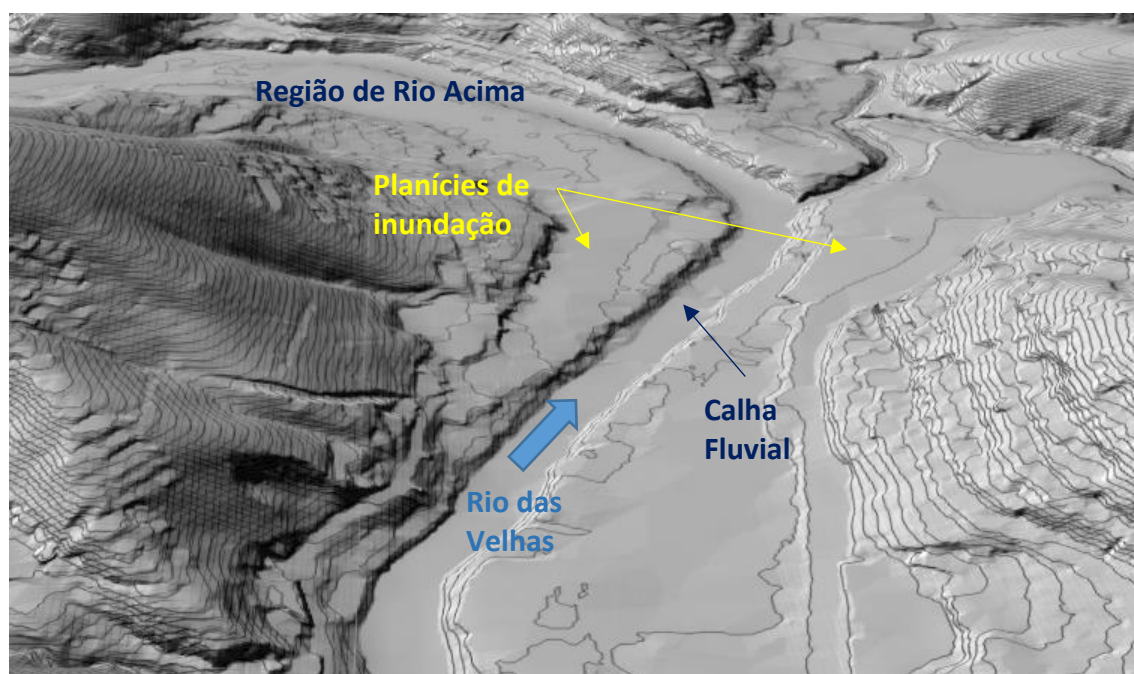 Região de Rio Acima
Planícies de
inundação
Calha
Fluvial
Rio das
Velhas